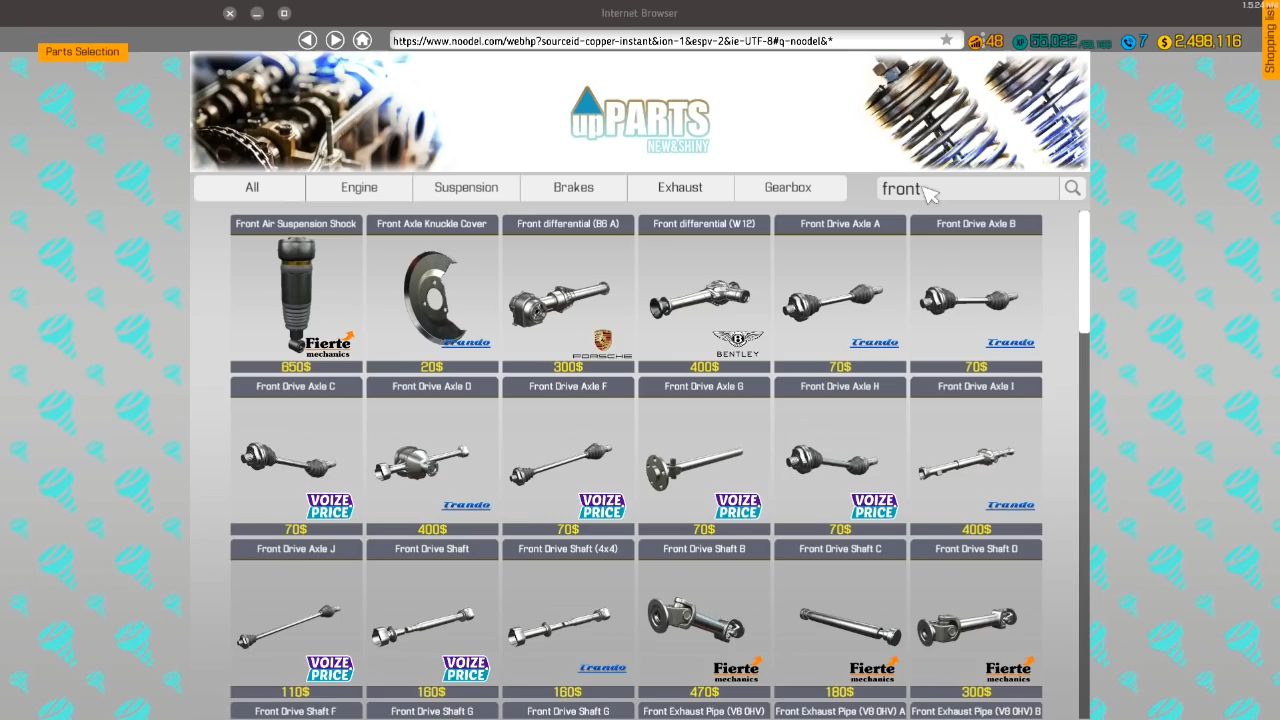 Internet Browser
1.5.24
Parts Selection
https://www.noodel.com/webhp?sourceid-copper-instant&ion-1&espv-2&ie-UTF-8#q-noodel&*
48
55,022
7
2,498,116
Shopping list
upPARTS
NEW&SHINY
All
Engine
Suspension
Brakes
Exhaust
Gearbox
front
Front Air Suspension Shock
Front Axle Knuckle Cover
Front differential (B6 A)
Front differential (W12)
Front Drive Axle A
Front Drive Axle B
Fierte mechanics
Trando
PORSCHE
B
BENTLEY
Trando
Trando
650$
20$
300$
400$
70$
70$
Front Drive Axle C
Front Drive Axle D
Front Drive Axle F
Front Drive Axle G
Front Drive Axle H
Front Drive Axle I
VOIZE PRICE
Trando
VOIZE PRICE
VOIZE PRICE
VOIZE PRICE
Trando
70$
400$
70$
70$
70$
400$
Front Drive Axle J
Front Drive Shaft
Front Drive Shaft (4x4)
Front Drive Shaft B
Front Drive Shaft C
Front Drive Shaft D
VOIZE PRICE
VOIZE PRICE
Trando
Fierte mechanics
Fierte mechanics
Fierte mechanics
110$
160$
160$
470$
180$
300$
Front Drive Shaft F
Front Drive Shaft G
Front Drive Shaft G
Front Exhaust Pipe (V8 OHV)
Front Exhaust Pipe (V8 OHV) A
Front Exhaust Pipe (V8 OHV) B